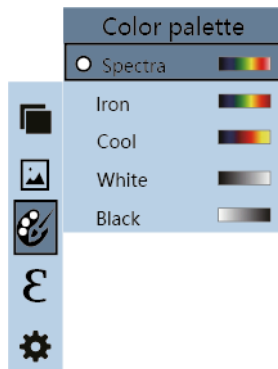 Color palette
Spectra
Iron
Cool
White
Black
ε